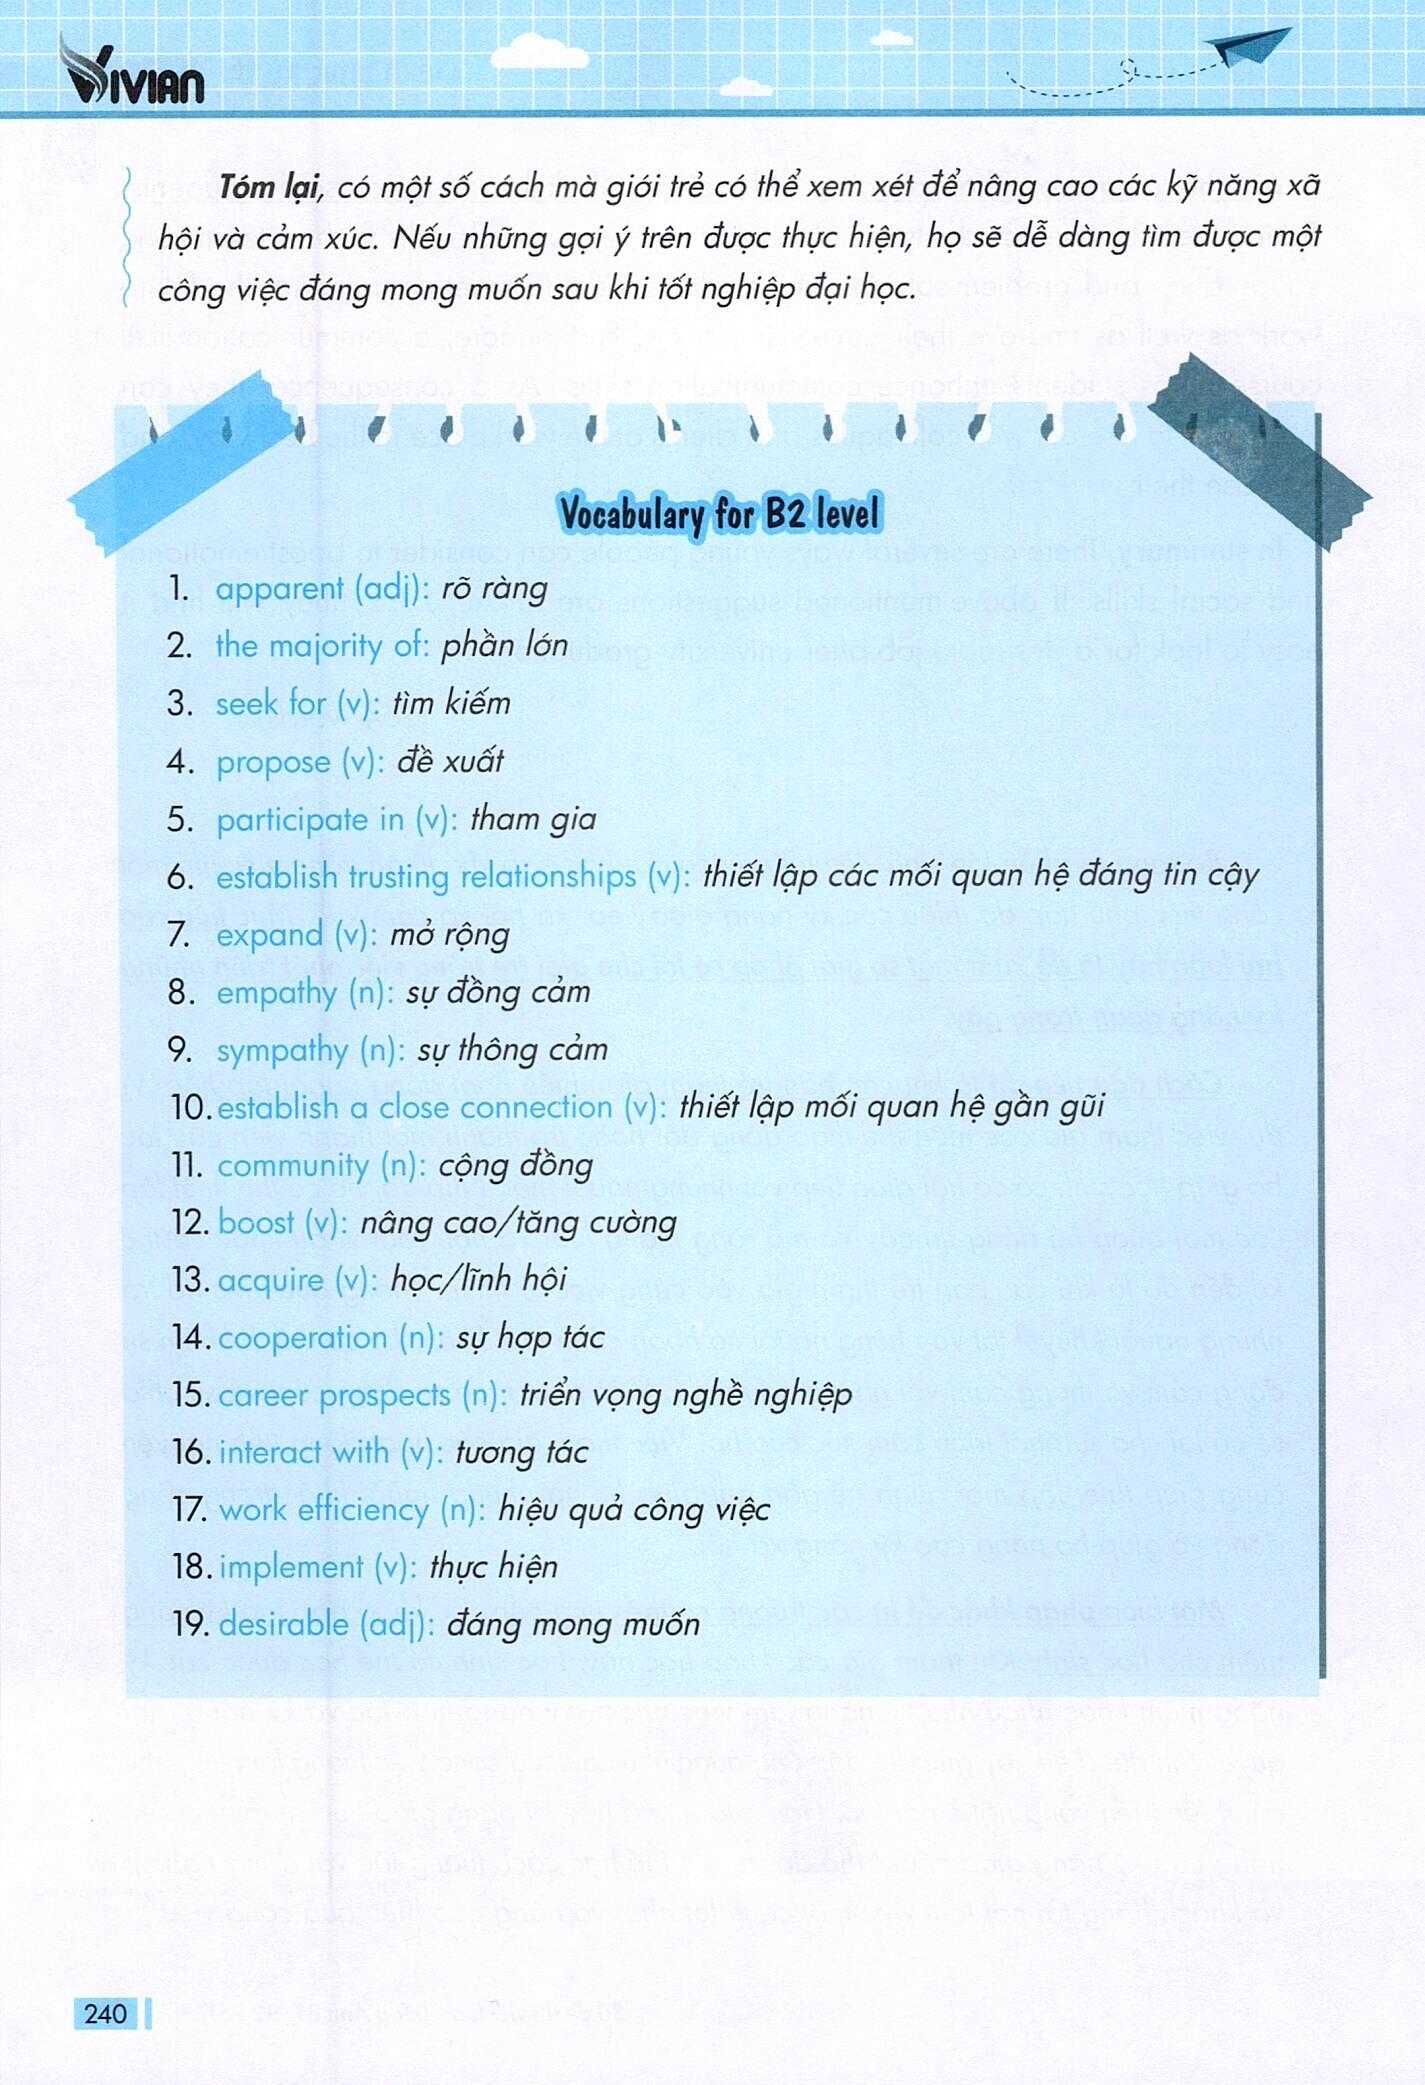 VIVIAN
Tóm lại, có một số cách mà giới trẻ có thể xem xét để nâng cao các kỹ năng xã
hội và cảm xúc. Nếu những gợi ý trên được thực hiện, họ sẽ dễ dàng tìm được một
công việc đáng mong muốn sau khi tốt nghiệp đại học.
Vocabulary for B2 level
1. apparent (adj): rõ ràng
2. the majority of: phần lớn
3. seek for (v): tìm kiếm
4. propose (v): đề xuất
5. participate in (v): tham gia
6. establish trusting relationships (v): thiết lập các mối quan hệ đáng tin cậy
7. expand (v): mở rộng
8. empathy (n): sự đồng cảm
9. sympathy (n): sự thông cảm
10. establish a close connection (v): thiết lập mối quan hệ gần gũi
11. community (n): cộng đồng
12. boost (v): nâng cao/tăng cường
13. acquire (v): học/lĩnh hội
14. cooperation (n): sự hợp tác
15. career prospects (n): triển vọng nghề nghiệp
16. interact with (v): tương tác
17. work efficiency (n): hiệu quả công việc
18. implement (v): thực hiện
19. desirable (adj): đáng mong muốn
240